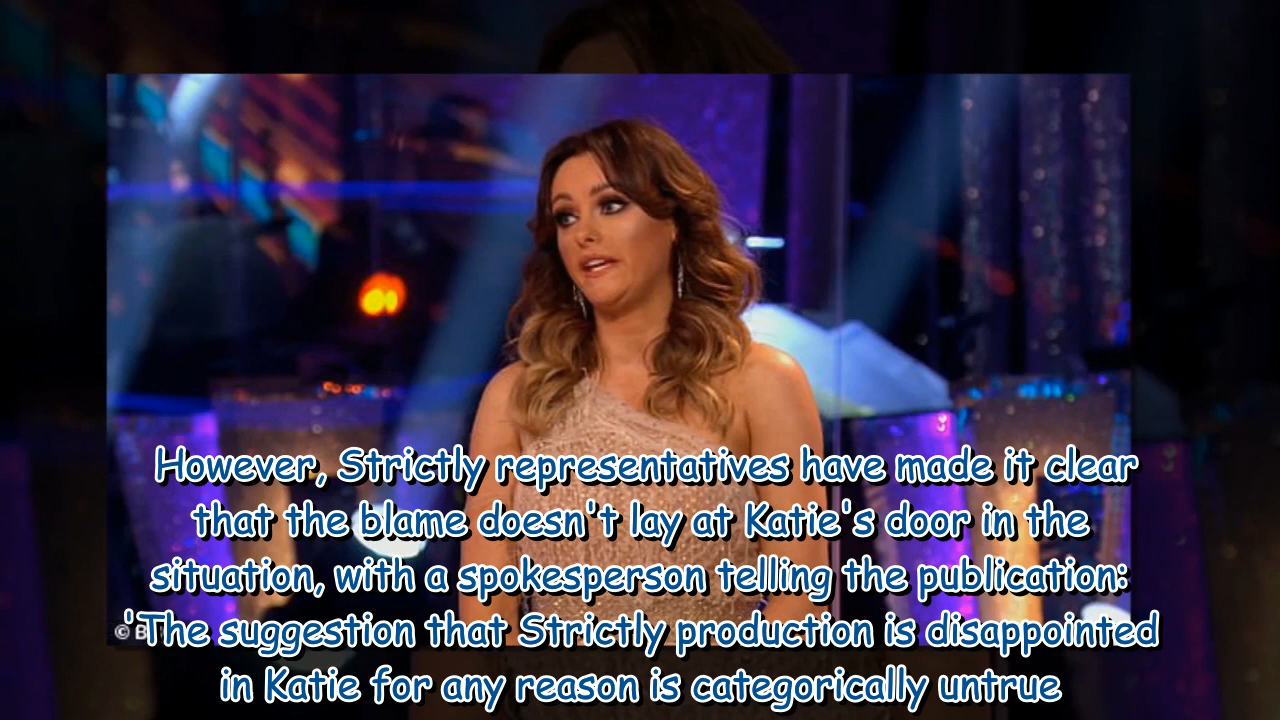 However, Strictly representatives have made it clear
that the blame doesn't lay at Katie's door in the
situation, with a spokesperson telling the publication:
'The suggestion that Strictly production is disappointed
in Katie for any reason is categorically untrue
©